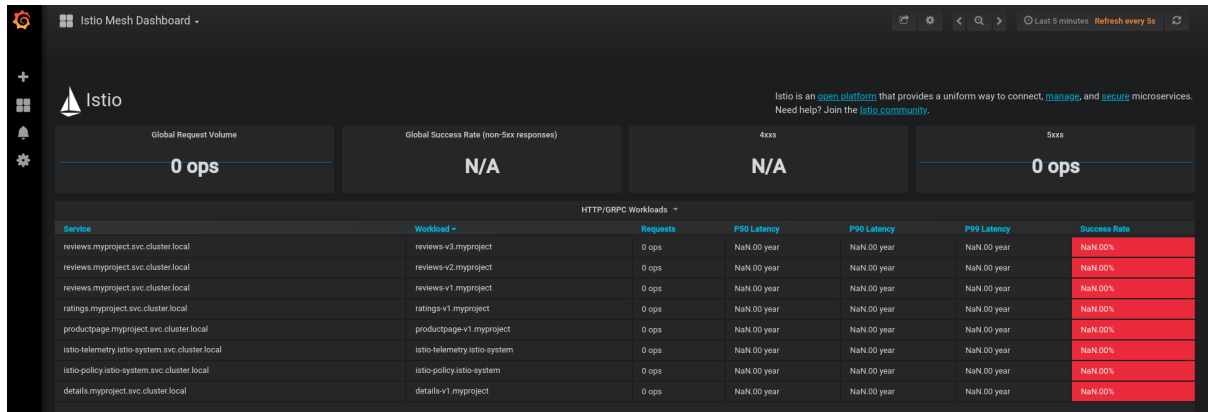 Istio Mesh Dashboard
Last 5 minutes Refresh every 5s
Istio
Istio is an open platform that provides a uniform way to connect, manage, and secure microservices.
Need help? Join the Istio community.
Global Request Volume Global Success Rate (non-5xx responses) 4xxs 5xxs
0 ops N/A N/A 0 ops
HTTP/GRPC Workloads
Service Workload Requests P50 Latency P90 Latency P99 Latency Success Rate
reviews.myproject.svc.cluster.local reviews-v3.myproject 0 ops NaN.00 year NaN.00 year NaN.00 year NaN.00%
reviews.myproject.svc.cluster.local reviews-v2.myproject 0 ops NaN.00 year NaN.00 year NaN.00 year NaN.00%
reviews.myproject.svc.cluster.local reviews-v1.myproject 0 ops NaN.00 year NaN.00 year NaN.00 year NaN.00%
ratings.myproject.svc.cluster.local ratings-v1.myproject 0 ops NaN.00 year NaN.00 year NaN.00 year NaN.00%
productpage.myproject.svc.cluster.local productpage-v1.myproject 0 ops NaN.00 year NaN.00 year NaN.00 year NaN.00%
istio-telemetry.istio-system.svc.cluster.local istio-telemetry.istio-system 0 ops NaN.00 year NaN.00 year NaN.00 year NaN.00%
istio-policy.istio-system.svc.cluster.local istio-policy.istio-system 0 ops NaN.00 year NaN.00 year NaN.00 year NaN.00%
details.myproject.svc.cluster.local details-v1.myproject 0 ops NaN.00 year NaN.00 year NaN.00 year NaN.00%